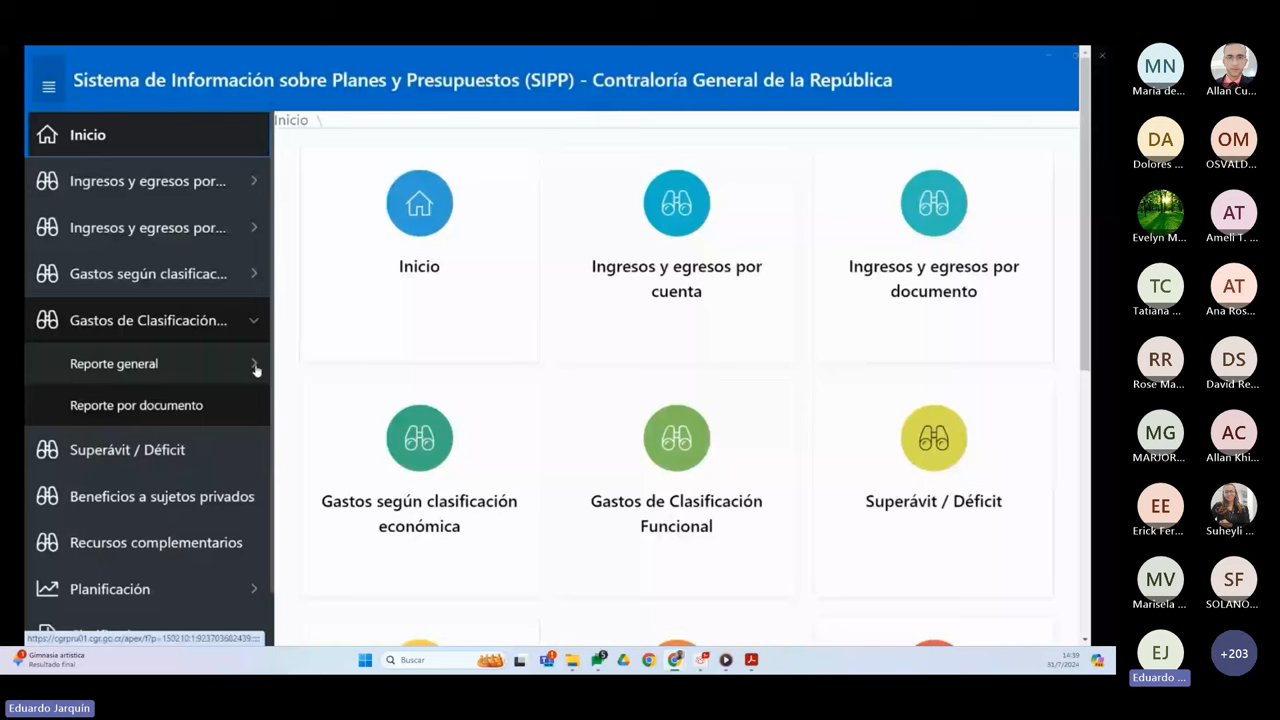 Sistema de Información sobre Planes y Presupuestos (SIPP) - Contraloría General de la República
Inicio
Ingresos y egresos por...
Ingresos y egresos por...
Gastos según clasificac...
Gastos de Clasificación...
Reporte general
Reporte por documento
Superávit / Déficit
Beneficios a sujetos privados
Recursos complementarios
Planificación
Inicio \
Inicio
Ingresos y egresos por
cuenta
Ingresos y egresos por
documento
Gastos según clasificación
económica
Gastos de Clasificación
Funcional
Superávit / Déficit
Gimnasia artística
Resultado final
Buscar
14:39
31/7/2024
MN
María de...
Allan Cu...
DA
Dolores ...
OM
OSVALD...
Evelyn M...
AT
Ameli T. ...
TC
Tatiana ...
AT
Ana Ros...
RR
Rose Ma...
DS
David Re...
MG
MARJOR...
AC
Allan Khi...
EE
Erick Fer...
Suheyli ...
MV
Marisela ...
SF
SOLANO...
EJ
Eduardo ...
+203
Eduardo Jarquín